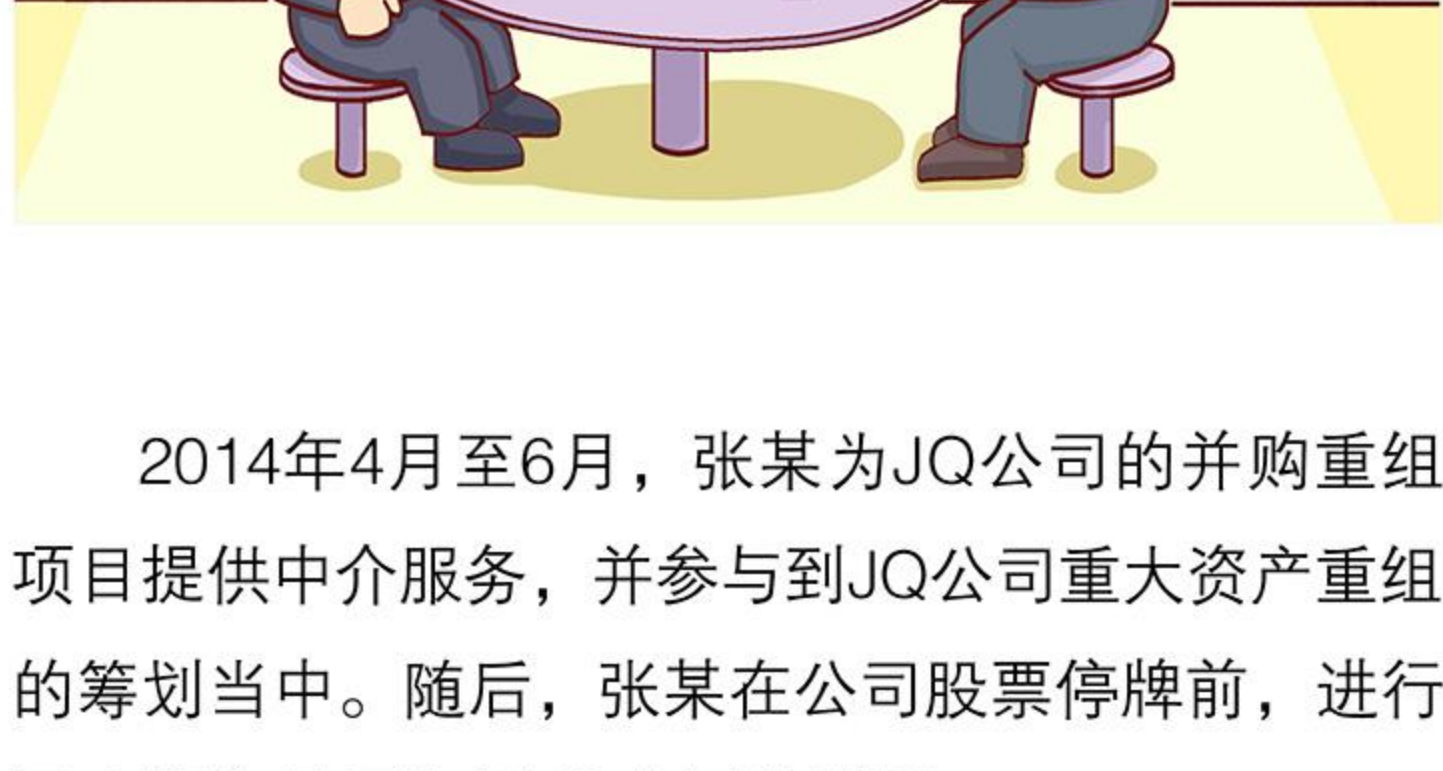 2014年4月至6月，张某为JQ公司的并购重组
项目提供中介服务，并参与到JQ公司重大资产重组
的筹划当中。随后，张某在公司股票停牌前，进行